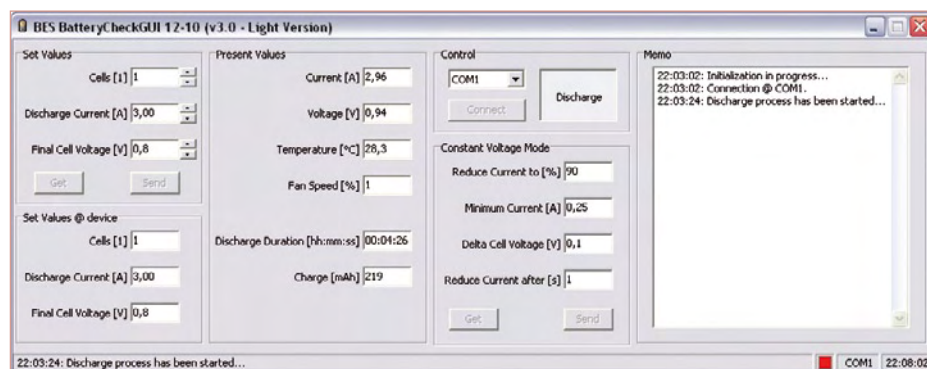 BES BatteryCheckGUI 12-10 (v3.0 - Light Version)
Set Values
Cells [1] 1
Discharge Current [A] 3,00
Final Cell Voltage [V] 0,8
Get Send
Set Values @ device
Cells [1] 1
Discharge Current [A] 3,00
Final Cell Voltage [V] 0,8
Present Values
Current [A] 2,96
Voltage [V] 0,94
Temperature [°C] 28,3
Fan Speed [%] 1
Discharge Duration [hh:mm:ss] 00:04:26
Charge [mAh] 219
Control
COM1
Connect
Discharge
Constant Voltage Mode
Reduce Current to [%] 90
Minimum Current [A] 0,25
Delta Cell Voltage [V] 0,1
Reduce Current after [s] 1
Get Send
Memo
22:03:02: Initialization in progress...
22:03:02: Connection @ COM1.
22:03:24: Discharge process has been started...
22:03:24: Discharge process has been started... COM1 22:08:02